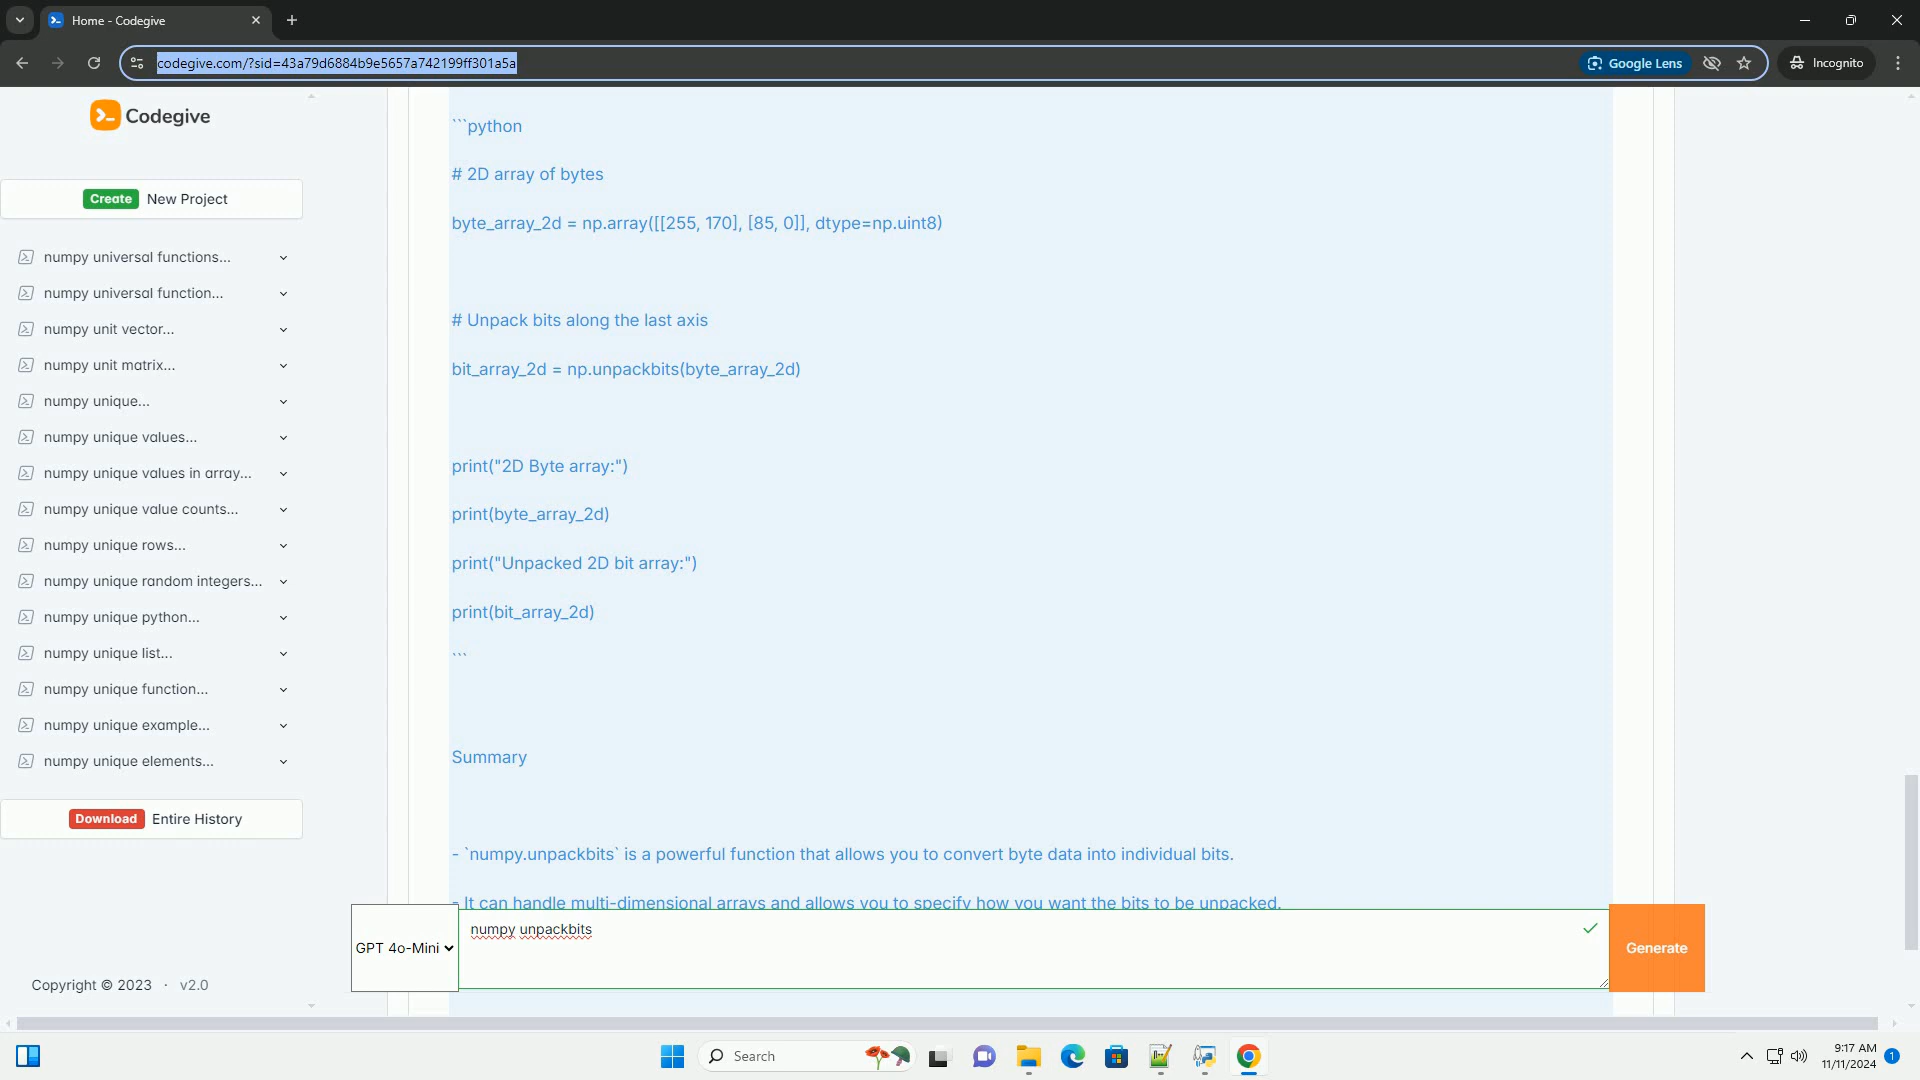 Home - Codegive
codegive.com/?sid=43a79d6884b9e5657a742199ff301a5a
Google Lens
Incognito
Codegive
Create New Project
numpy universal functions...
numpy universal function...
numpy unit vector...
numpy unit matrix...
numpy unique...
numpy unique values...
numpy unique values in array...
numpy unique value counts...
numpy unique rows...
numpy unique random integers...
numpy unique python...
numpy unique list...
numpy unique function...
numpy unique example...
numpy unique elements...
Download Entire History
Copyright © 2023 · v2.0
```python
# 2D array of bytes
byte_array_2d = np.array([[255, 170], [85, 0]], dtype=np.uint8)
# Unpack bits along the last axis
bit_array_2d = np.unpackbits(byte_array_2d)
print("2D Byte array:")
print(byte_array_2d)
print("Unpacked 2D bit array:")
print(bit_array_2d)
```
Summary
- `numpy.unpackbits` is a powerful function that allows you to convert byte data into individual bits.
- It can handle multi-dimensional arrays and allows you to specify how you want the bits to be unpacked.
GPT 4o-Mini
numpy unpackbits
Generate
Search
9:17 AM
11/11/2024
1